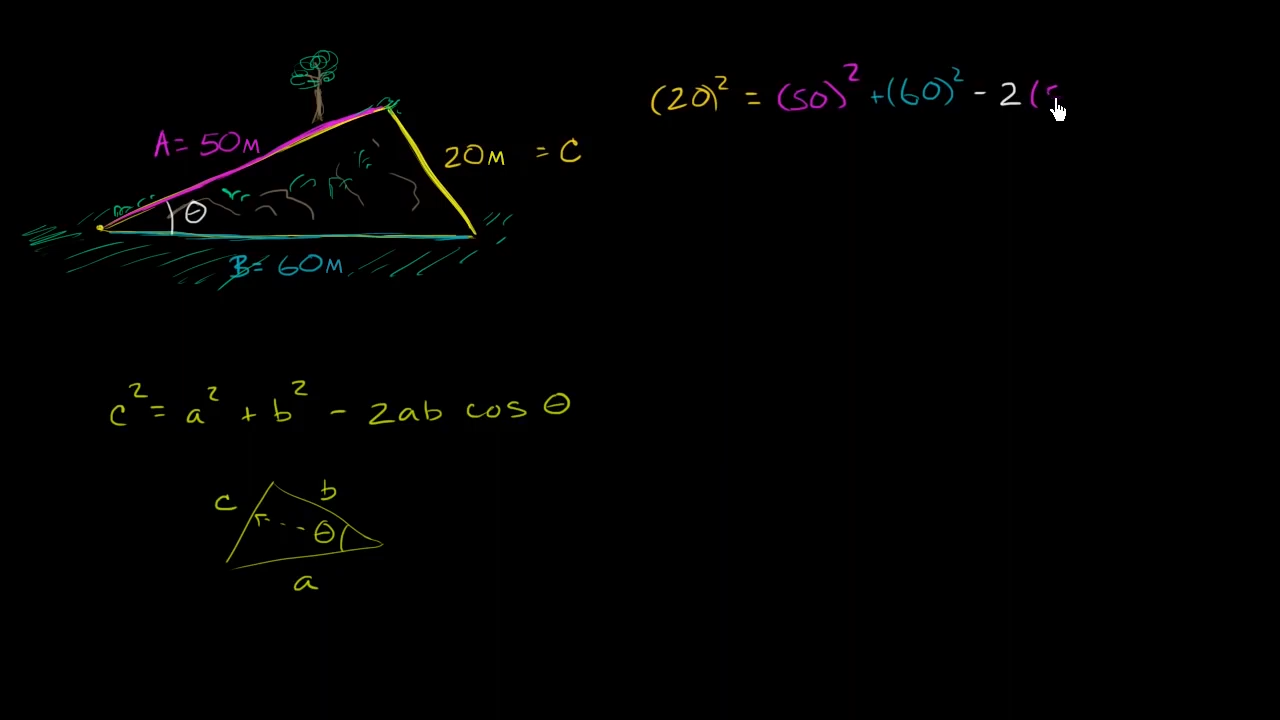 (20)² = (50)² + (60)² - 2 (
A = 50M
20M = C
θ
B = 60M
c² = a² + b² - 2ab cos θ
b
c
θ
a